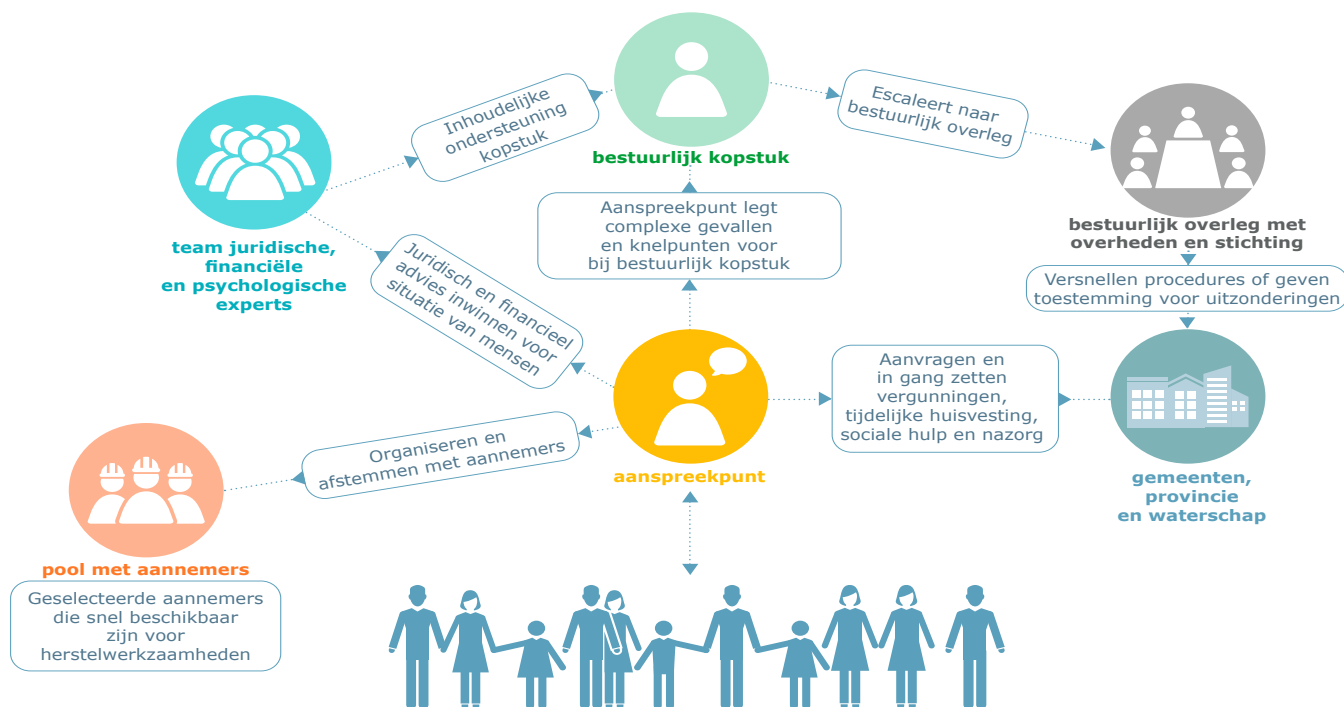 Inhoudelijke
ondersteuning
kopstuk
bestuurlijk kopstuk
Escaleert naar
bestuurlijk overleg
team juridische,
financiële
en psychologische
experts
Aanspreekpunt legt
complexe gevallen
en knelpunten voor
bij bestuurlijk kopstuk
bestuurlijk overleg met
overheden en stichting
Versnellen procedures of geven
toestemming voor uitzonderingen
Juridisch en financieel
advies inwinnen voor
situatie van mensen
Aanvragen en
in gang zetten
vergunningen,
tijdelijke huisvesting,
sociale hulp en nazorg
Organiseren en
afstemmen met aannemers
aanspreekpunt
gemeenten,
provincie
en waterschap
pool met aannemers
Geselecteerde aannemers
die snel beschikbaar
zijn voor
herstelwerkzaamheden